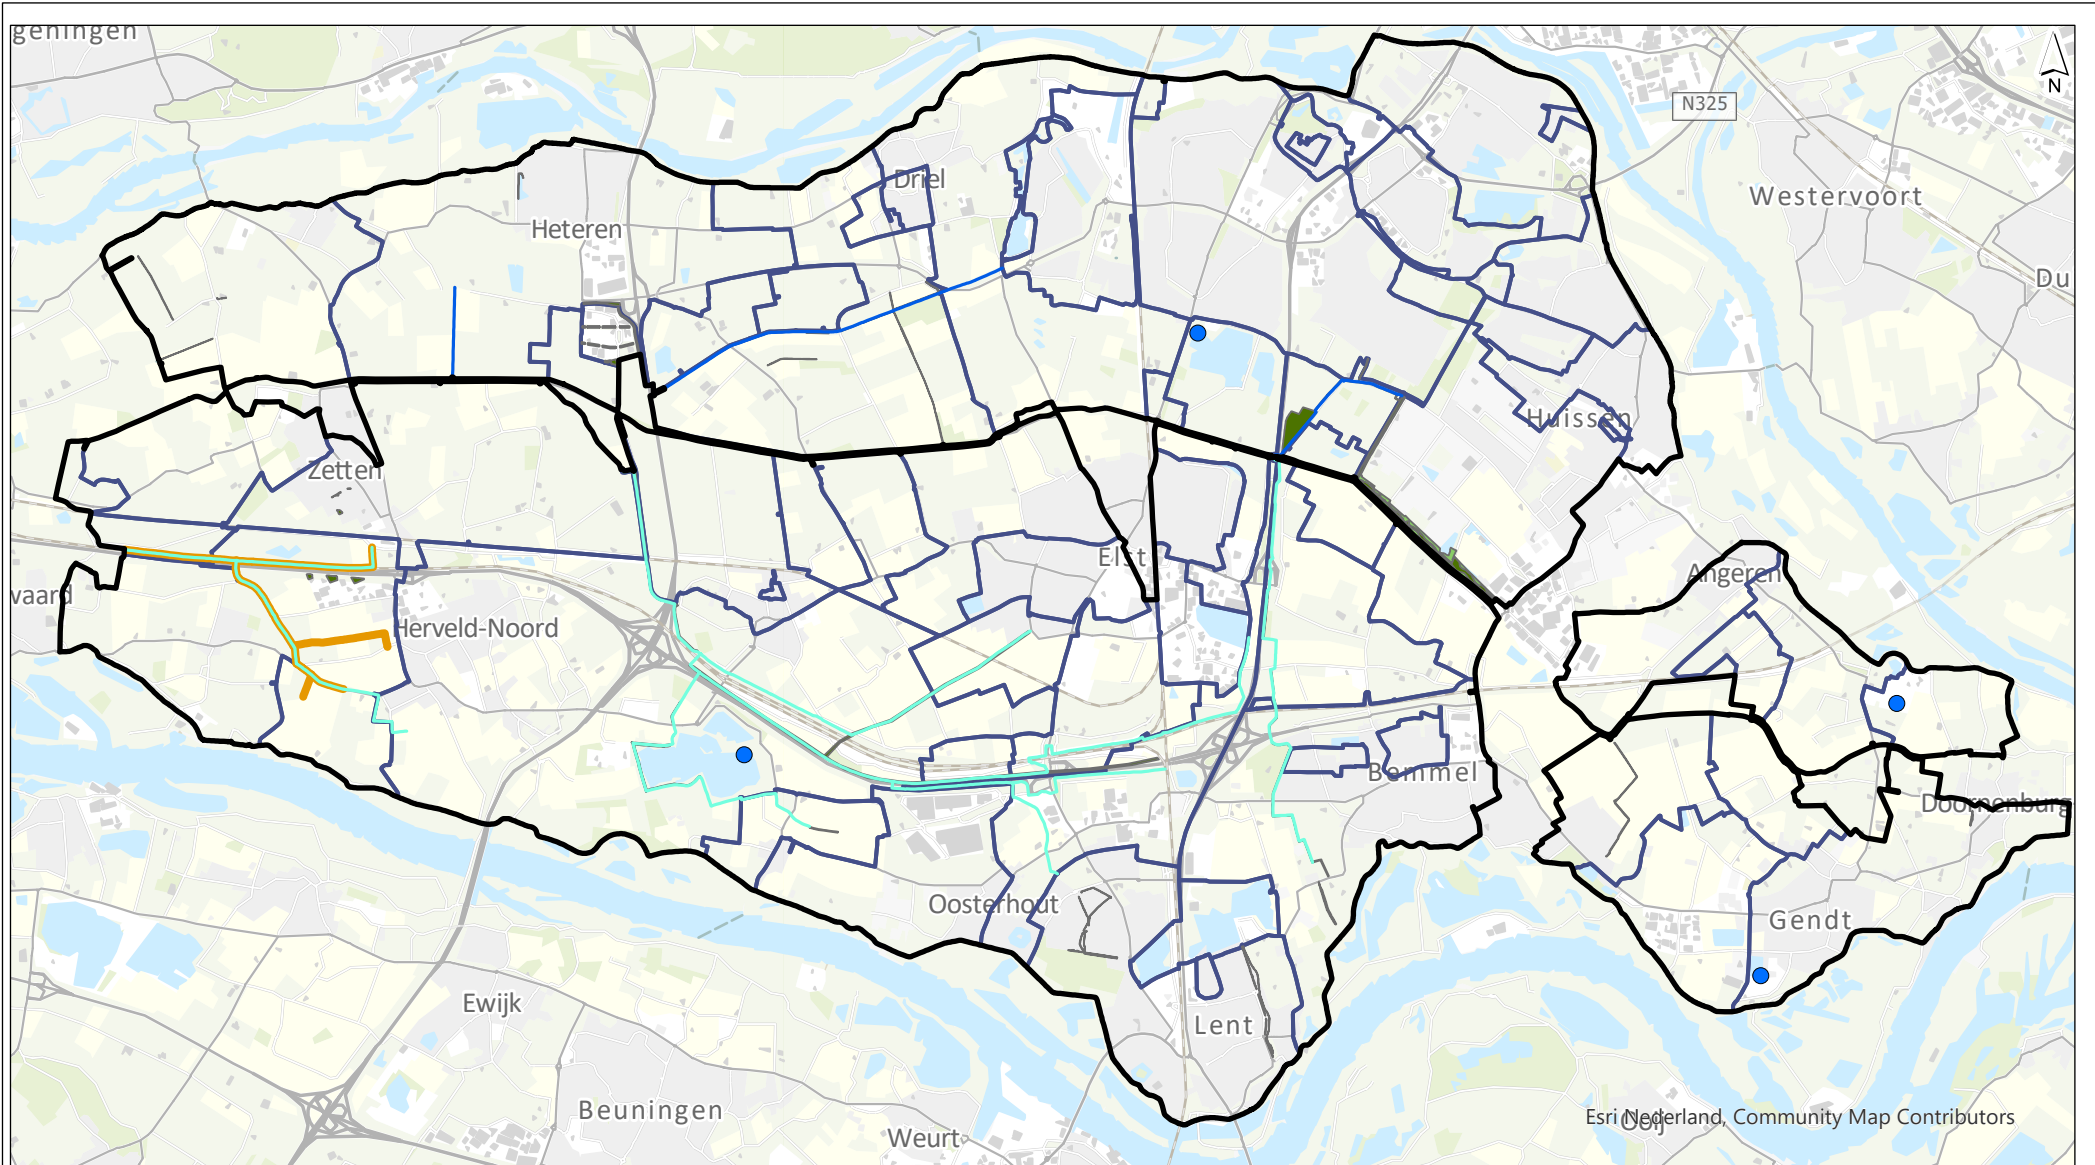 geningen
N
N325
Driel
Westervoort
Heteren
Du
Huissen
Zetten
Elst
Angeren
vaard
Herveld-Noord
Bemmel
Doornenburg
Oosterhout
Gendt
Ewijk
Lent
Beuningen
Esri Nederland, Community Map Contributors
Ooij
Weurt